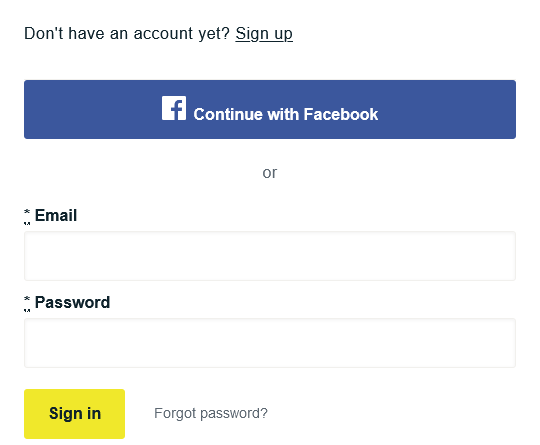 Don't have an account yet? Sign up
Continue with Facebook
or
* Email
* Password
Sign in Forgot password?